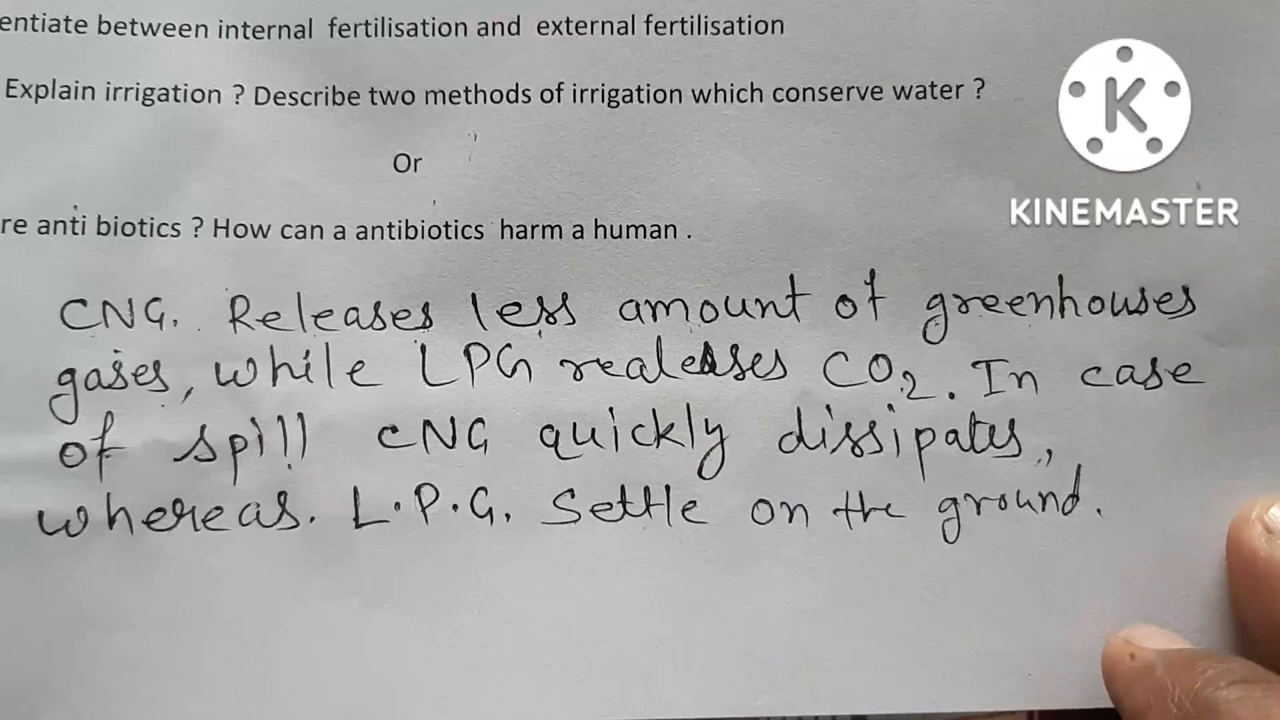 entiate between internal fertilisation and external fertilisation
Explain irrigation ? Describe two methods of irrigation which conserve water ?
Or
re anti biotics ? How can a antibiotics harm a human .
KINEMASTER
CNG. Releases less amount of greenhouses
gases, while LPG realeases CO2. In case
of spill CNG quickly dissipates,
whereas. L.P.G. Settle on the ground.